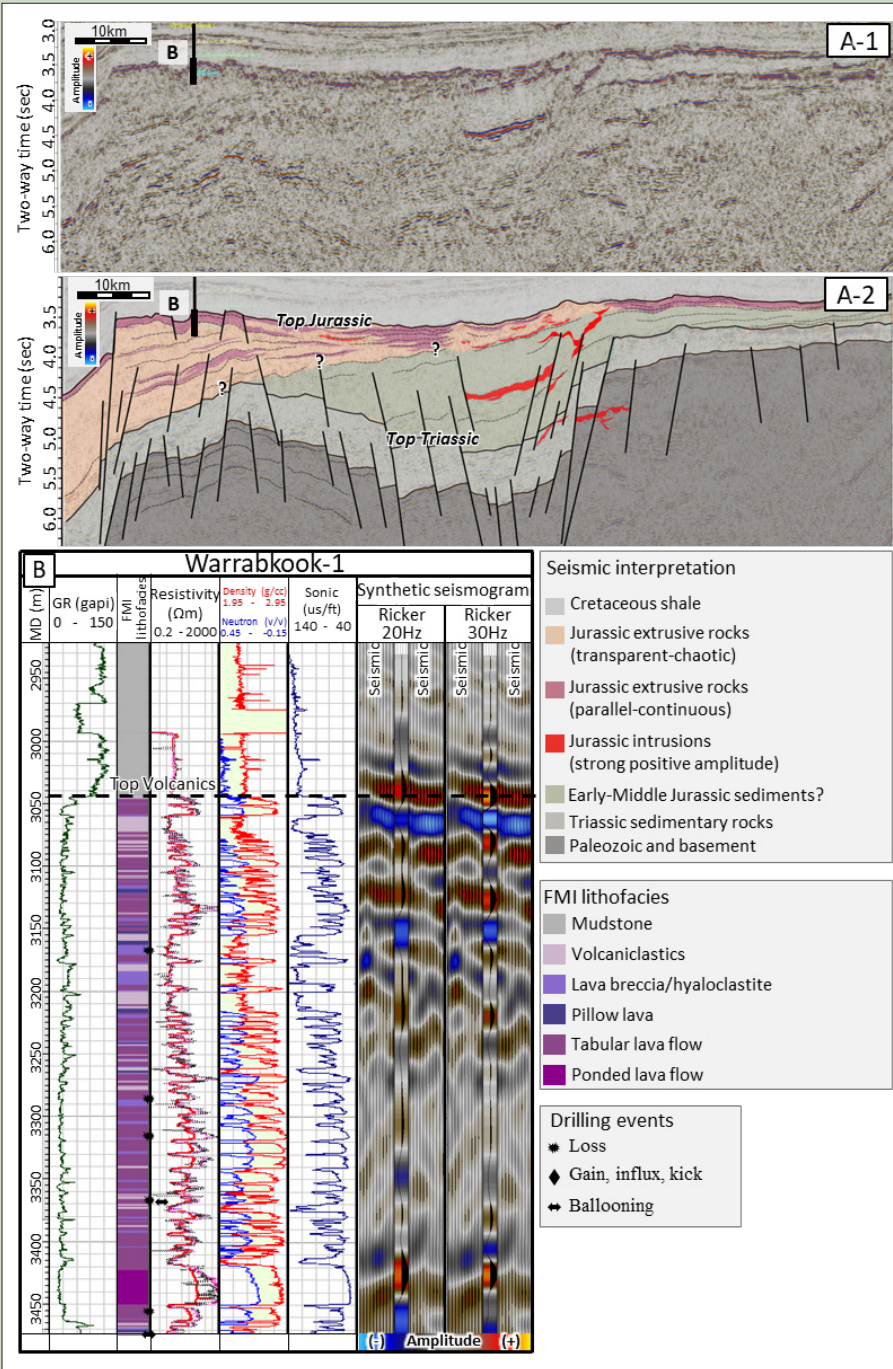 10km
A-1
B
Amplitude
Two-way time (sec)
3.0
3.5
4.0
4.5
5.0
5.5
6.0
10km
A-2
B
Amplitude
Two-way time (sec)
3.5
4.0
4.5
5.0
5.5
6.0
Top Jurassic
?
?
?
Top Triassic
B
Warrabkook-1
MD (m)
GR (gapi)
0 - 150
FMI
lithofacies
Resistivity
(Ωm)
0.2 -2000
Density (g/cc)
1.95 - 2.95
Neutron (v/v)
0.45 - -0.15
Sonic
(us/ft)
140 - 40
Synthetic seismogram
Ricker
20Hz
Ricker
30Hz
Seismic
Seismic
Seismic
Seismic
2950
3000
Top Volcanics
3050
3100
3150
3200
3250
3300
3350
3400
3450
(-) Amplitude (+)
Seismic interpretation
Cretaceous shale
Jurassic extrusive rocks
(transparent-chaotic)
Jurassic extrusive rocks
(parallel-continuous)
Jurassic intrusions
(strong positive amplitude)
Early-Middle Jurassic sediments?
Triassic sedimentary rocks
Paleozoic and basement
FMI lithofacies
Mudstone
Volcaniclastics
Lava breccia/hyaloclastite
Pillow lava
Tabular lava flow
Ponded lava flow
Drilling events
Loss
Gain, influx, kick
Ballooning